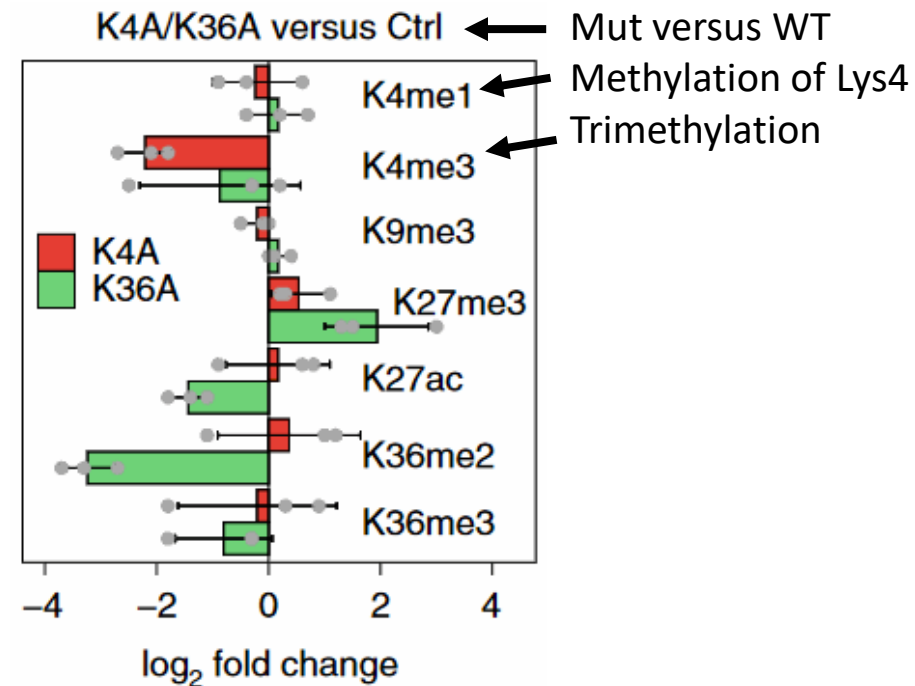 K4A/K36A versus Ctrl
Mut versus WT
Methylation of Lys4
K4me1
Trimethylation
K4me3
K9me3
K4A
K36A
K27me3
K27ac
K36me2
K36me3
−4 −2 0 2 4
log₂ fold change